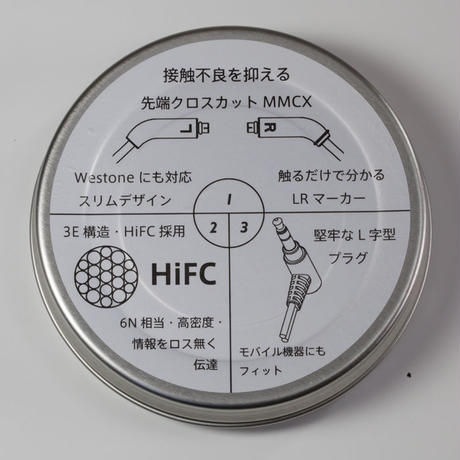 接触不良を抑える
先端クロスカット MMCX
L R
Westone にも対応
スリムデザイン
触るだけで分かる
LR マーカー
1
2 3
3E 構造・HiFC 採用
HiFC
6N 相当・高密度・
情報をロス無く
伝達
堅牢な L 字型
プラグ
モバイル機器にも
フィット